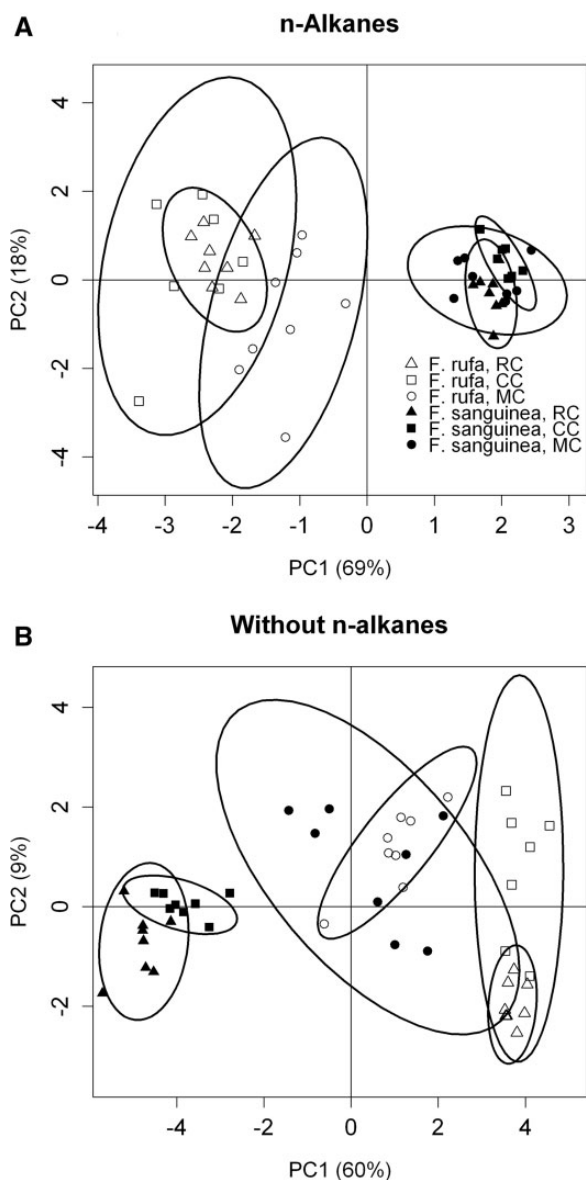 A
n-Alkanes
4
2
0
-2
-4
PC2 (18%)
-4 -3 -2 -1 0 1 2 3
PC1 (69%)
△ F. rufa, RC
□ F. rufa, CC
○ F. rufa, MC
▲ F. sanguinea, RC
■ F. sanguinea, CC
● F. sanguinea, MC
B
Without n-alkanes
4
2
0
-2
PC2 (9%)
-4 -2 0 2 4
PC1 (60%)